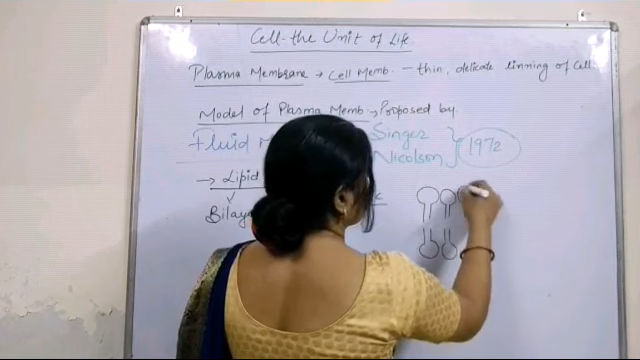 Cell-the Unit of Life
Plasma Membrane → Cell Memb. - thin, delicate linning of Cell.
Model of Plasma Memb → Proposed by
Fluid M Singer
Nicolson } 1972
→ Lipid
Bilay